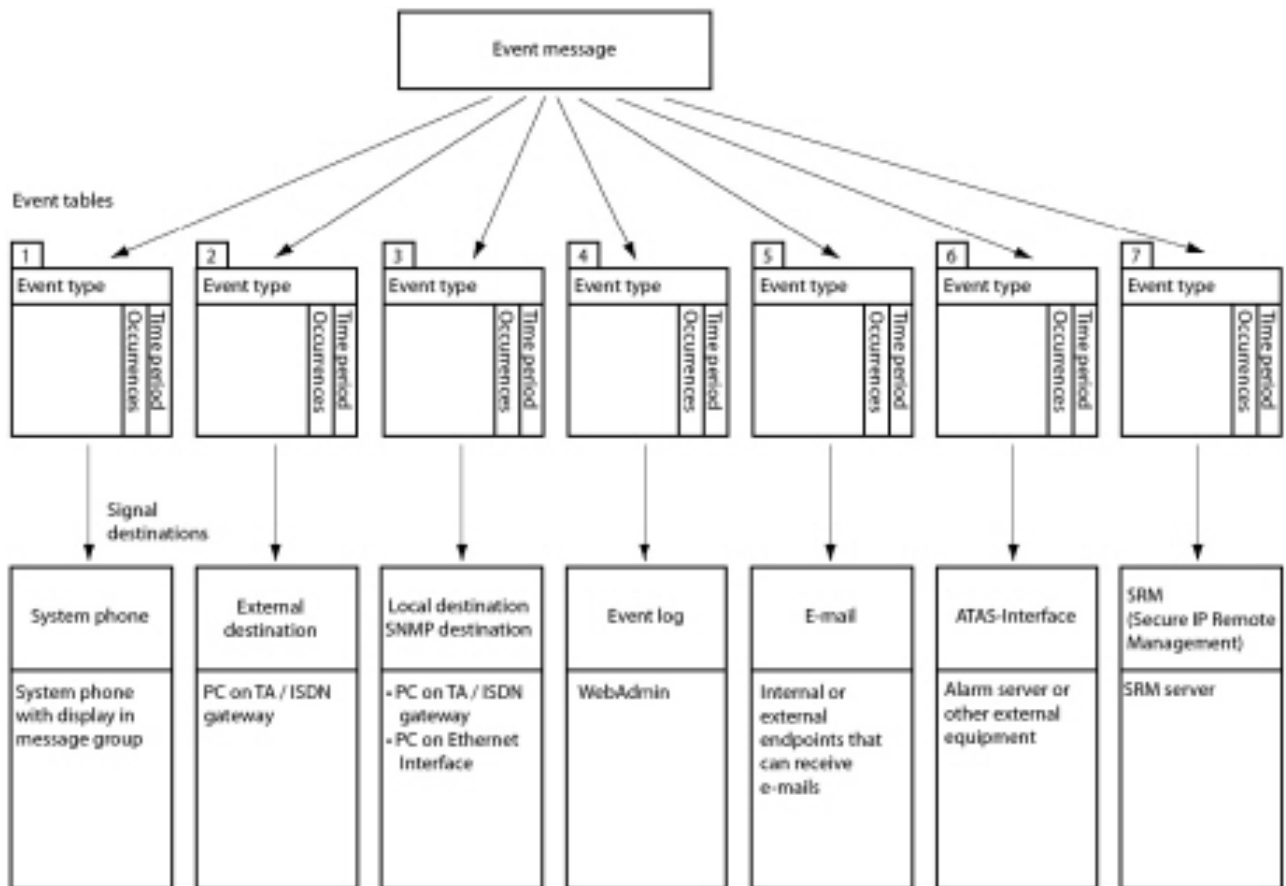 Event message
Event tables
1
Event type
Occurrences
Time period
2
Event type
Occurrences
Time period
3
Event type
Occurrences
Time period
4
Event type
Occurrences
Time period
5
Event type
Occurrences
Time period
6
Event type
Occurrences
Time period
7
Event type
Occurrences
Time period
Signal
destinations
System phone
System phone
with display in
message group
External
destination
PC on TA / ISDN
gateway
Local destination
SNMP destination
• PC on TA / ISDN
gateway
• PC on Ethernet
Interface
Event log
WebAdmin
E-mail
Internal or
external
endpoints that
can receive
e-mails
ATAS-Interface
Alarm server or
other external
equipment
SRM
(Secure IP Remote
Management)
SRM server